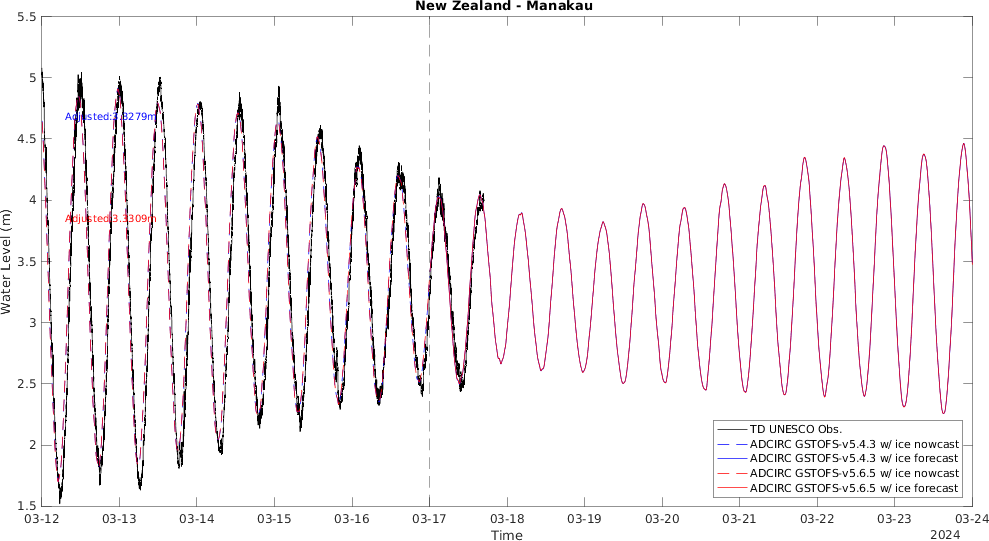 New Zealand - Manakau
5.5
5
4.5
4
3.5
3
2.5
2
1.5
Water Level (m)
Adjusted:3.3279m
Adjusted:3.3309m
TD UNESCO Obs.
ADCIRC GSTOFS-v5.4.3 w/ ice nowcast
ADCIRC GSTOFS-v5.4.3 w/ ice forecast
ADCIRC GSTOFS-v5.6.5 w/ ice nowcast
ADCIRC GSTOFS-v5.6.5 w/ ice forecast
03-12 03-13 03-14 03-15 03-16 03-17 03-18 03-19 03-20 03-21 03-22 03-23 03-24
Time
2024